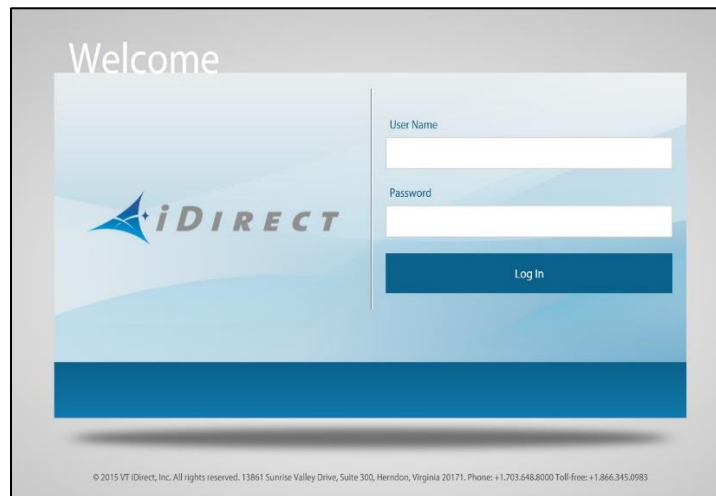 Welcome
User Name
Password
iDIRECT
Log In
© 2015 VT iDirect, Inc. All rights reserved. 13861 Sunrise Valley Drive, Suite 300, Herndon, Virginia 20171. Phone: +1.703.648.8000 Toll-free: +1.866.345.0983